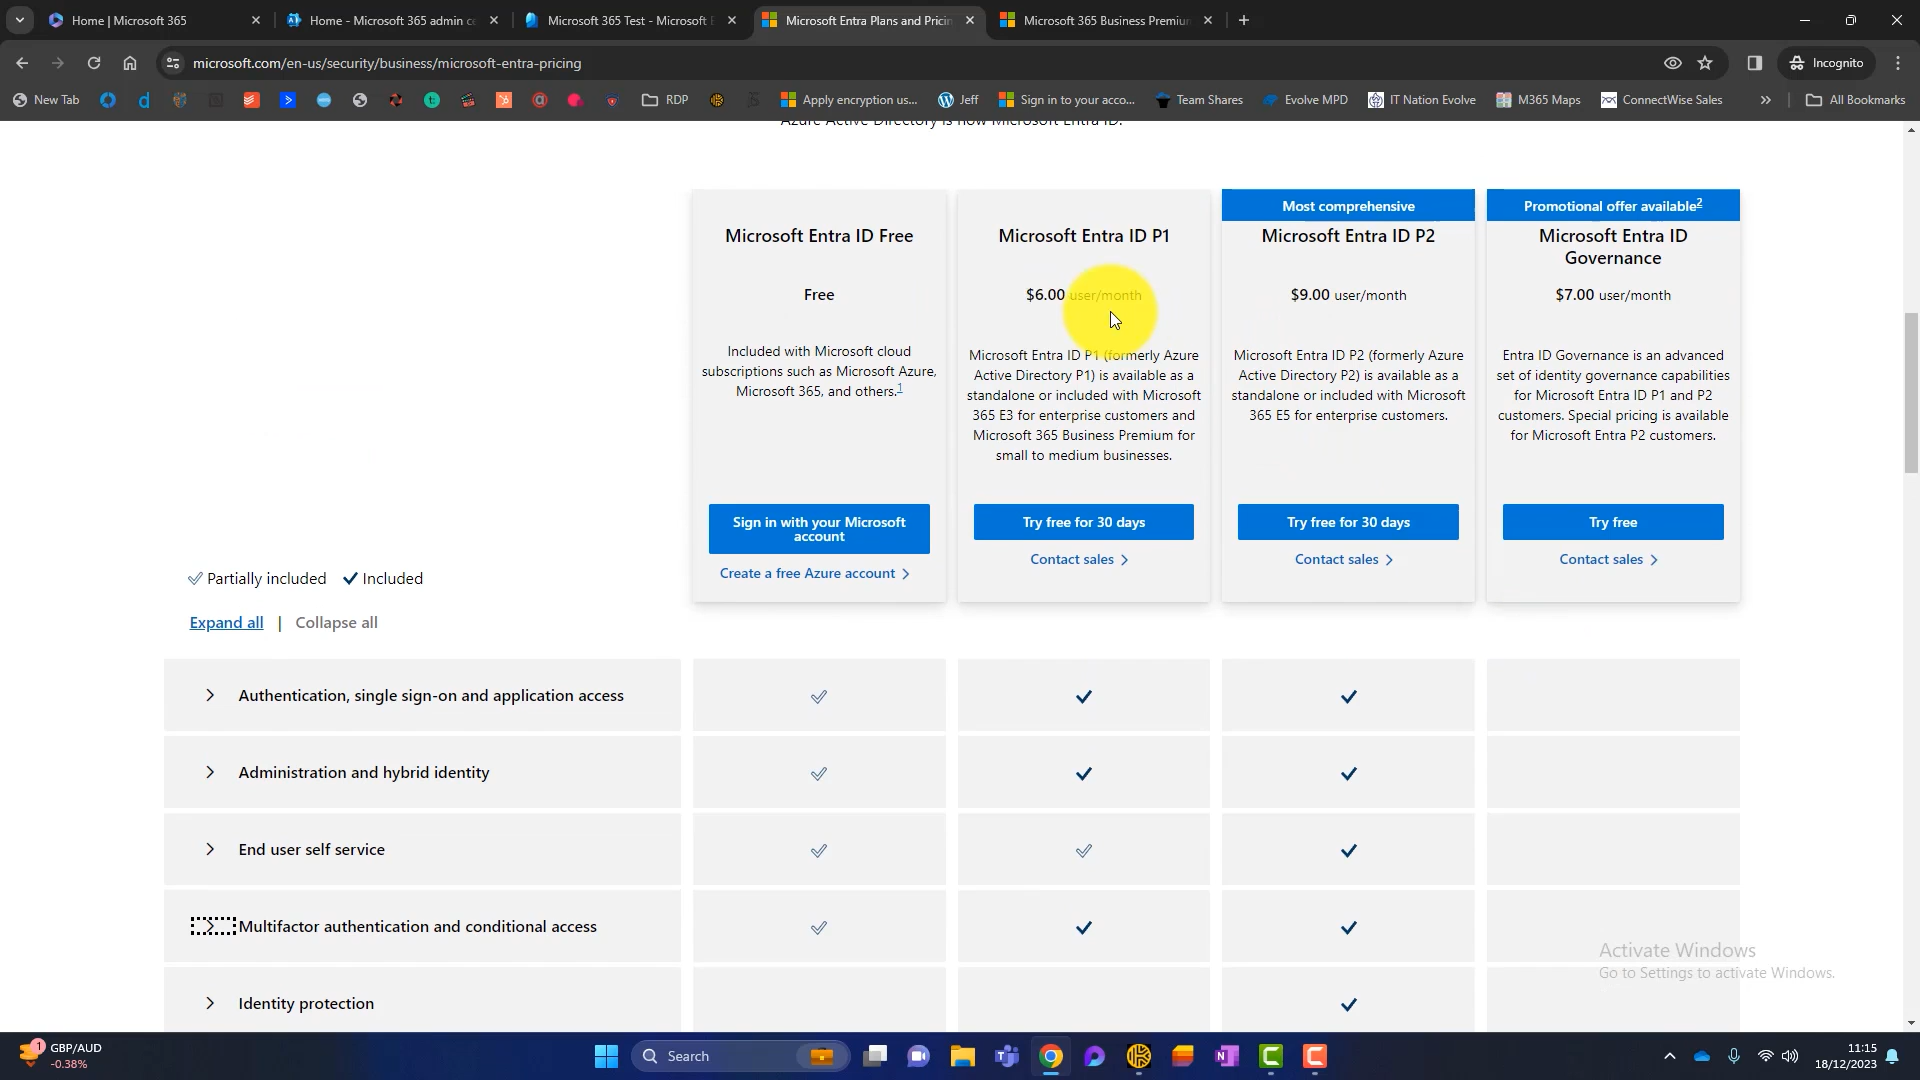 Home | Microsoft 365
Home - Microsoft 365 admin ce
Microsoft 365 Test - Microsoft E
Microsoft Entra Plans and Pricin
Microsoft 365 Business Premium
microsoft.com/en-us/security/business/microsoft-entra-pricing
Incognito
New Tab
RDP
Apply encryption us...
Jeff
Sign in to your acco...
Team Shares
Evolve MPD
IT Nation Evolve
M365 Maps
ConnectWise Sales
All Bookmarks
Azure Active Directory is now Microsoft Entra ID.
Microsoft Entra ID Free
Free
Included with Microsoft cloud
subscriptions such as Microsoft Azure,
Microsoft 365, and others.1
Sign in with your Microsoft
account
Create a free Azure account
Microsoft Entra ID P1
$6.00 user/month
Microsoft Entra ID P1 (formerly Azure
Active Directory P1) is available as a
standalone or included with Microsoft
365 E3 for enterprise customers and
Microsoft 365 Business Premium for
small to medium businesses.
Try free for 30 days
Contact sales
Most comprehensive
Microsoft Entra ID P2
$9.00 user/month
Microsoft Entra ID P2 (formerly Azure
Active Directory P2) is available as a
standalone or included with Microsoft
365 E5 for enterprise customers.
Try free for 30 days
Contact sales
Promotional offer available2
Microsoft Entra ID
Governance
$7.00 user/month
Entra ID Governance is an advanced
set of identity governance capabilities
for Microsoft Entra ID P1 and P2
customers. Special pricing is available
for Microsoft Entra P2 customers.
Try free
Contact sales
Partially included Included
Expand all | Collapse all
Authentication, single sign-on and application access
Administration and hybrid identity
End user self service
Multifactor authentication and conditional access
Identity protection
Activate Windows
Go to Settings to activate Windows.
1
GBP/AUD
-0.38%
Search
11:15
18/12/2023